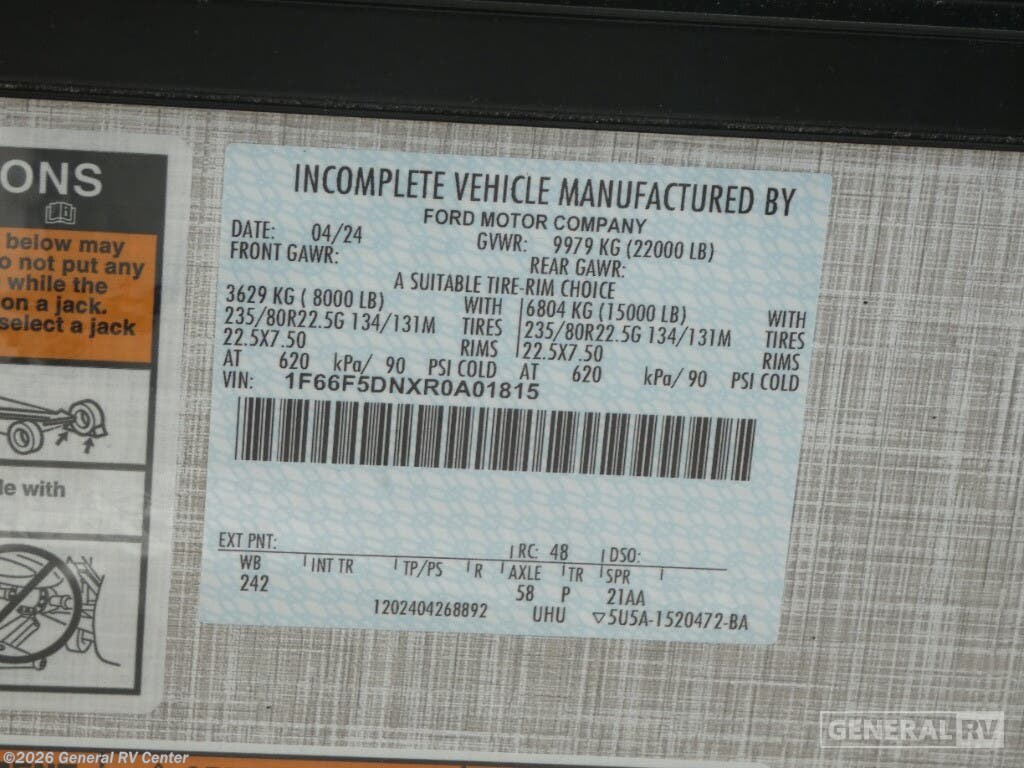 ONS
below may
o not put any
while the
on a jack.
select a jack
le with
INCOMPLETE VEHICLE MANUFACTURED BY
FORD MOTOR COMPANY
DATE: 04/24 GVWR: 9979 KG (22000 LB)
FRONT GAWR: REAR GAWR:
A SUITABLE TIRE-RIM CHOICE
3629 KG ( 8000 LB) WITH 6804 KG (15000 LB) WITH
235/80R22.5G 134/131M TIRES 235/80R22.5G 134/131M TIRES
22.5X7.50 RIMS 22.5X7.50 RIMS
AT 620 kPa/ 90 PSI COLD AT 620 kPa/ 90 PSI COLD
VIN: 1F66F5DNXR0A01815
EXT PNT: RC: 48 DSO:
WB INT TR TP/PS R AXLE TR SPR
242 58 P 21AA
1202404268892 UHU ▽5U5A-1520472-BA
GENERAL RV
©2026 General RV Center